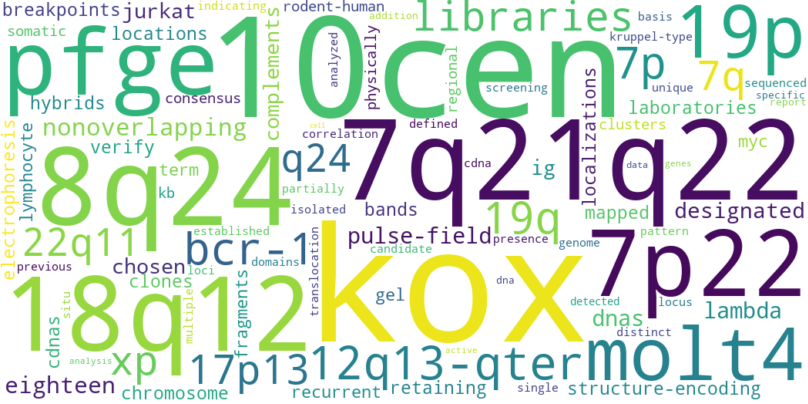 breakpoints jurkat indicating rodent-human addition libraries basis 19p
somatic locations complements analyzed physically kruppel-type
pfge 10cen regional screening 7p 7q sequenced
hybrids consensus unique specific
laboratories report
electrophoresis lymphocyte nonoverlapping cell correlation defined localizations clusters
verify 8q24 term q24 7q21q22 cdna ig data genes myc
kb partially
isolated bands 19q mapped designated
22q11 established bcr-1 translocation pulse-field presence genome pattern
previous chosen loci domains candidate 7p22
clones kox gel dna detected locus
18q12 situ multiple fragments dnas lambda
cdnas distinct
xp analysis 17p13 12q13-qter active molt4
eighteen chromosome recurrent retaining single structure-encoding